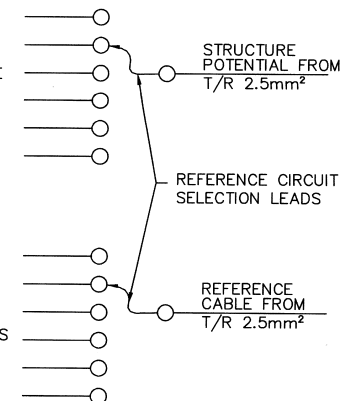 STRUCTURE
POTENTIAL FROM
T/R 2.5mm²
REFERENCE CIRCUIT
SELECTION LEADS
REFERENCE
CABLE FROM
T/R 2.5mm²
S